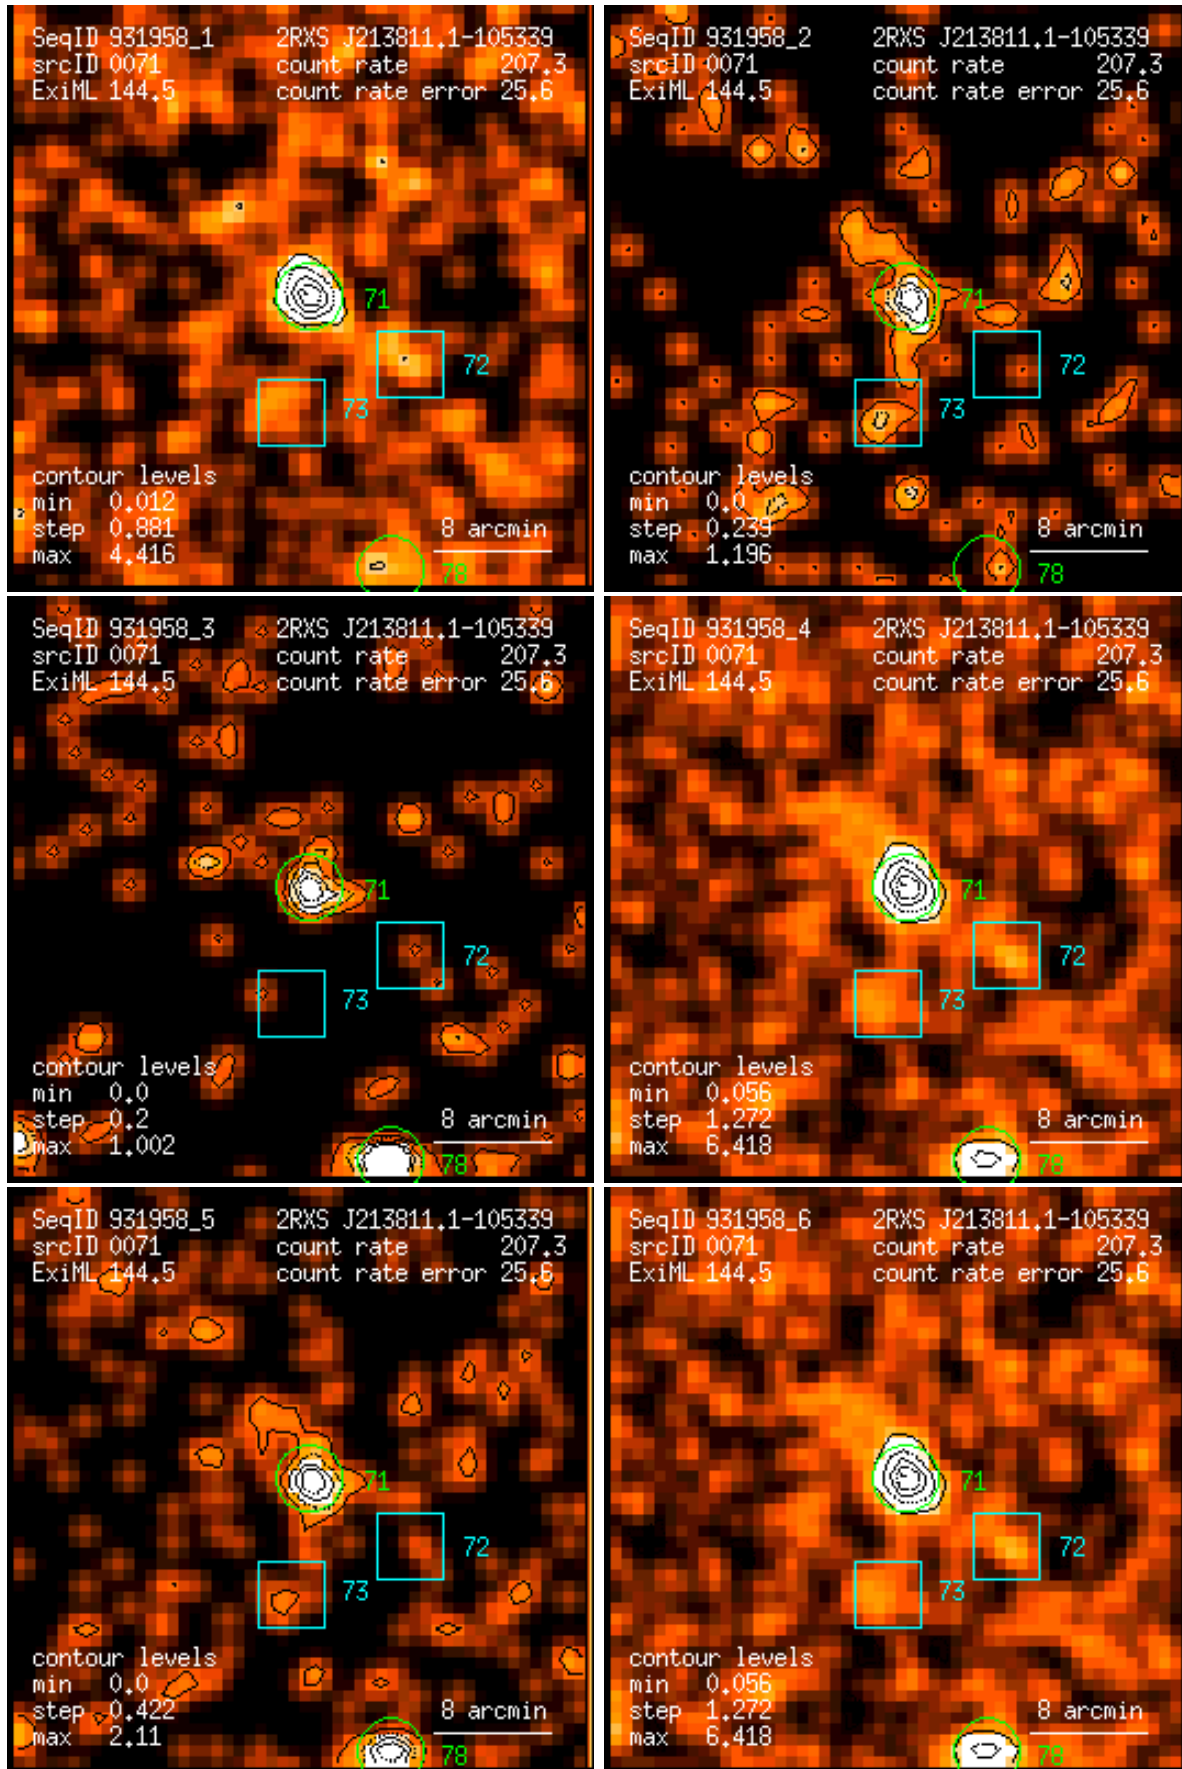 SeqID 931958_1 2RXS J213811.1-105339
srcID 0071 count rate 207.3
ExiML 144.5 count rate error 25.6
71
72
73
contour levels
min 0.012
step 0.881 8 arcmin
max 4.416
78
SeqID 931958_2 2RXS J213811.1-105339
srcID 0071 count rate 207.3
ExiML 144.5 count rate error 25.6
71
72
73
contour levels
min 0.0
step 0.239 8 arcmin
max 1.196
78
SeqID 931958_3 2RXS J213811.1-105339
srcID 0071 count rate 207.3
ExiML 144.5 count rate error 25.6
71
72
73
contour levels
min 0.0
step 0.2 8 arcmin
max 1.002
78
SeqID 931958_4 2RXS J213811.1-105339
srcID 0071 count rate 207.3
ExiML 144.5 count rate error 25.6
71
72
73
contour levels
min 0.056
step 1.272 8 arcmin
max 6.418
78
SeqID 931958_5 2RXS J213811.1-105339
srcID 0071 count rate 207.3
ExiML 144.5 count rate error 25.6
71
72
73
contour levels
min 0.0
step 0.422 8 arcmin
max 2.11
78
SeqID 931958_6 2RXS J213811.1-105339
srcID 0071 count rate 207.3
ExiML 144.5 count rate error 25.6
71
72
73
contour levels
min 0.056
step 1.272 8 arcmin
max 6.418
78